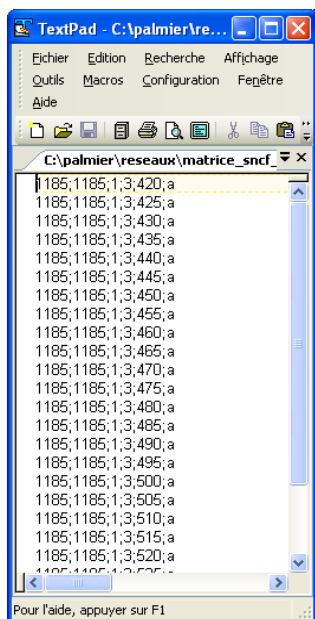 TextPad - C:\palmier\re...
Fichier Edition Recherche Affichage
Outils Macros Configuration Fenêtre
Aide
C:\palmier\reseaux\matrice_sncf_
1185;1185;1;3;420;a
1185;1185;1;3;425;a
1185;1185;1;3;430;a
1185;1185;1;3;435;a
1185;1185;1;3;440;a
1185;1185;1;3;445;a
1185;1185;1;3;450;a
1185;1185;1;3;455;a
1185;1185;1;3;460;a
1185;1185;1;3;465;a
1185;1185;1;3;470;a
1185;1185;1;3;475;a
1185;1185;1;3;480;a
1185;1185;1;3;485;a
1185;1185;1;3;490;a
1185;1185;1;3;495;a
1185;1185;1;3;500;a
1185;1185;1;3;505;a
1185;1185;1;3;510;a
1185;1185;1;3;515;a
1185;1185;1;3;520;a
Pour l'aide, appuyer sur F1